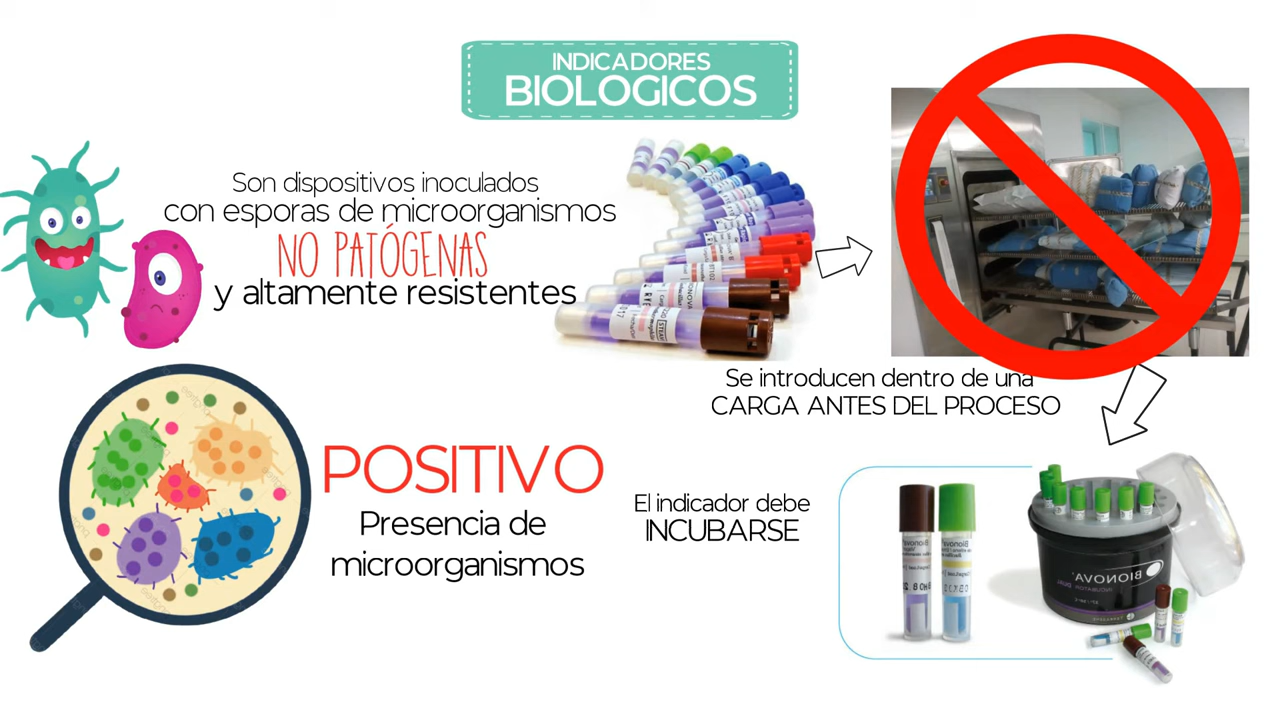 INDICADORES
BIOLOGICOS
Son dispositivos inoculados
con esporas de microorganismos
NO PATÓGENAS
y altamente resistentes
Se introducen dentro de una
CARGA ANTES DEL PROCESO
POSITIVO
Presencia de
microorganismos
El indicador debe
INCUBARSE
BIONOVA